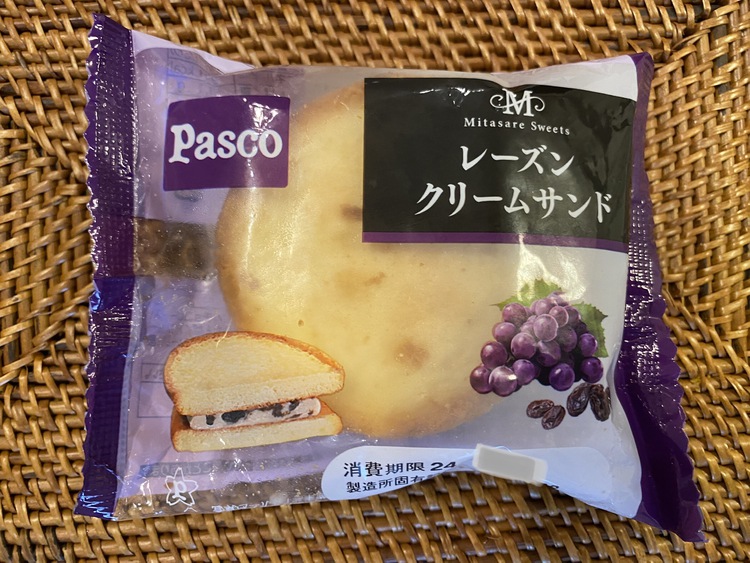 Pasco
M
Mitasare Sweets
レーズン
クリームサンド
消費期限 24
製造所固有